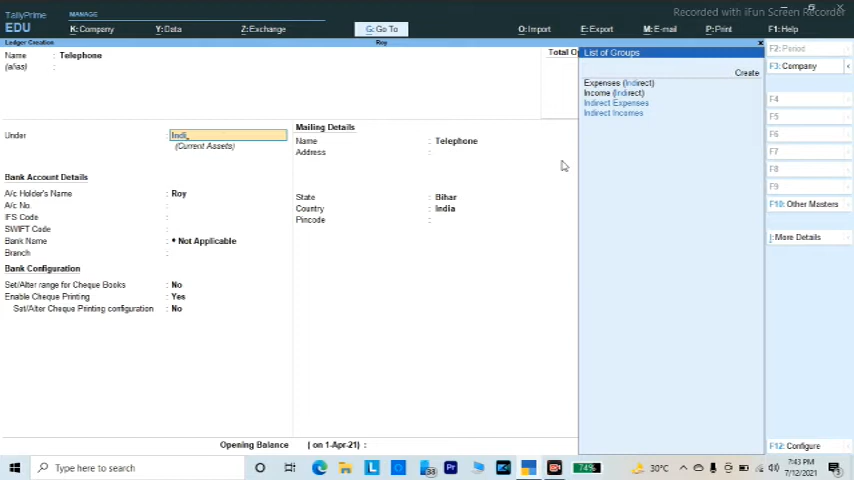 Recorded with iFun Screen Recorder
TallyPrime
EDU
MANAGE
K: Company
Y: Data
Z: Exchange
G: Go To
O: Import
E: Export
M: E-mail
P: Print
F1: Help
Ledger Creation
Roy
Name : Telephone
(alias) :
Total Op
Under : Indi
(Current Assets)
Bank Account Details
A/c Holder's Name : Roy
A/c No. :
IFS Code :
SWIFT Code :
Bank Name : • Not Applicable
Branch :
Bank Configuration
Set/Alter range for Cheque Books : No
Enable Cheque Printing : Yes
Set/Alter Cheque Printing configuration : No
Mailing Details
Name : Telephone
Address :
State : Bihar
Country : India
Pincode :
Opening Balance ( on 1-Apr-21) :
List of Groups
Create
Expenses (Indirect)
Income (Indirect)
Indirect Expenses
Indirect Incomes
F2: Period
F3: Company
F4
F5
F6
F7
F8
F9
F10: Other Masters
I: More Details
F12: Configure
Type here to search
38
74%
30°C
7:43 PM
7/12/2021